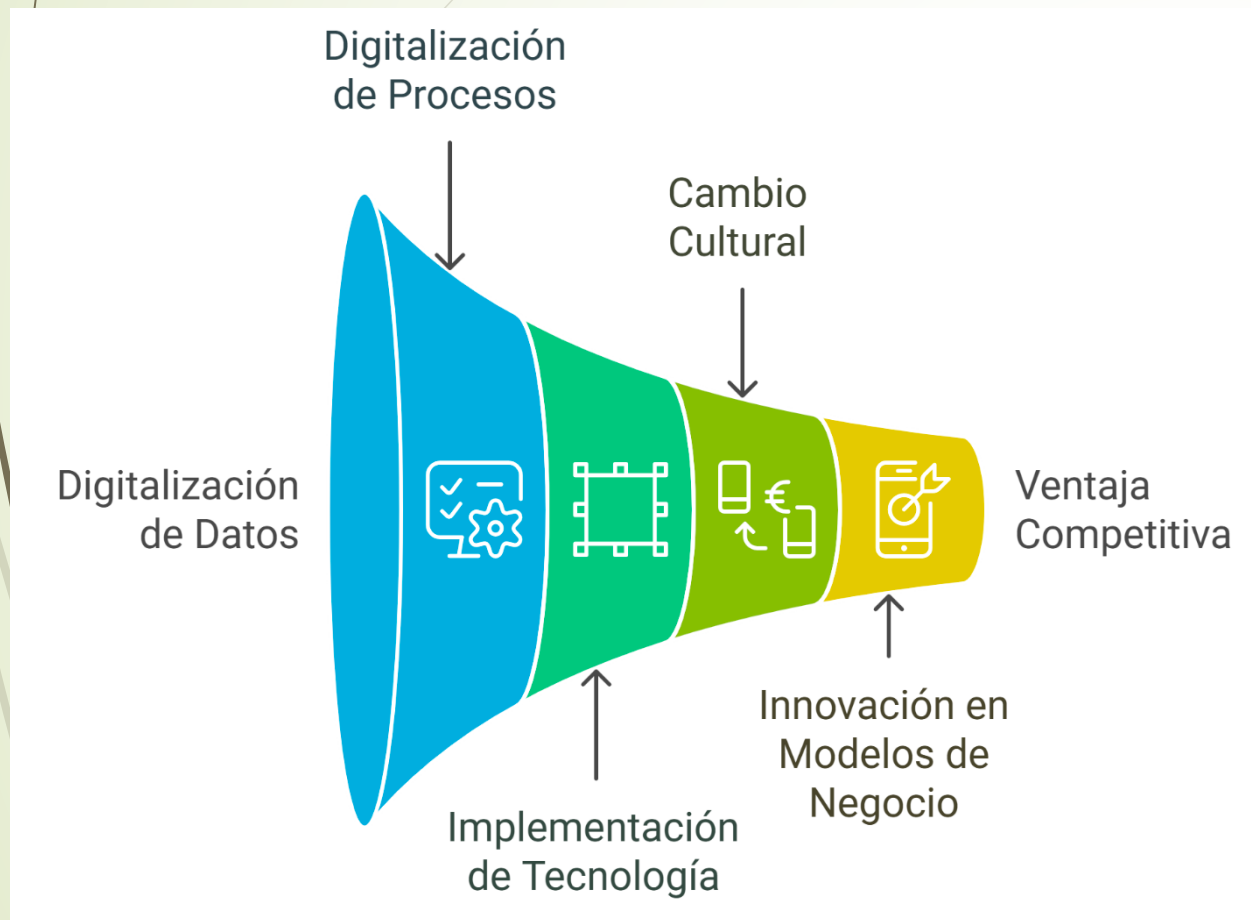 Digitalización
de Procesos
Cambio
Cultural
Digitalización
de Datos
€
Ventaja
Competitiva
Innovación en
Modelos de
Negocio
Implementación
de Tecnología